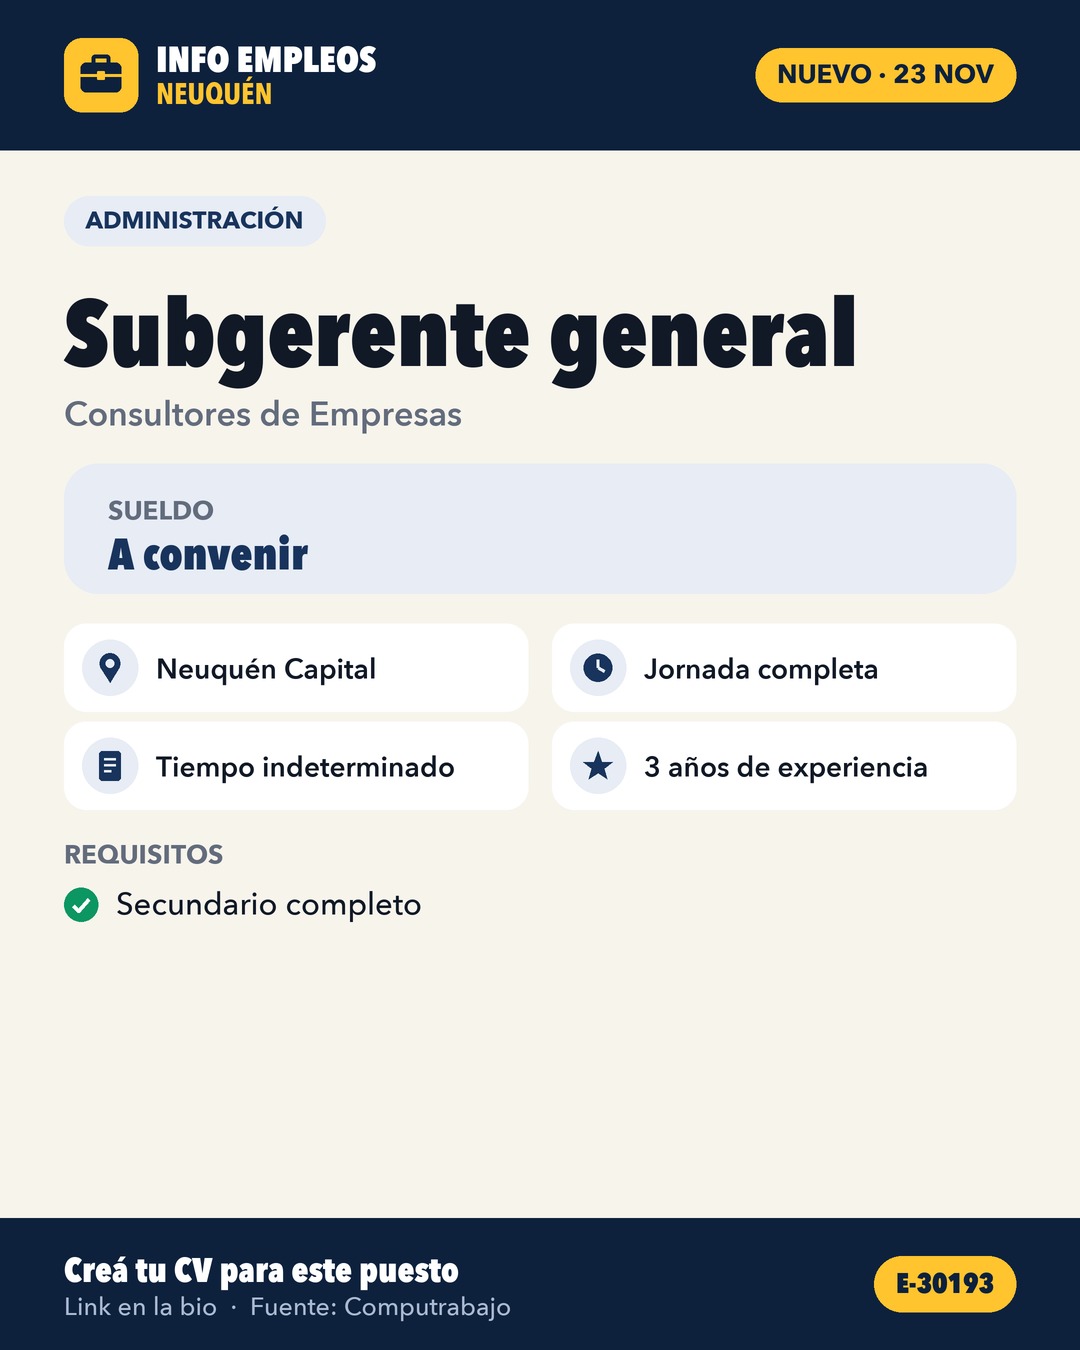 INFO EMPLEOS
NEUQUÉN
NUEVO · 23 NOV
ADMINISTRACIÓN
Subgerente general
Consultores de Empresas
SUELDO
A convenir
Neuquén Capital
Jornada completa
Tiempo indeterminado
3 años de experiencia
REQUISITOS
Secundario completo
Creá tu CV para este puesto
Link en la bio · Fuente: Computrabajo
E-30193